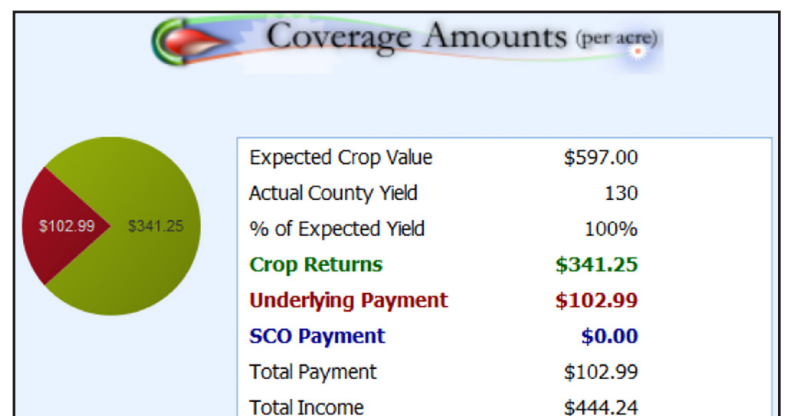 Coverage Amounts (per acre)
$102.99 $341.25
Expected Crop Value $597.00
Actual County Yield 130
% of Expected Yield 100%
Crop Returns $341.25
Underlying Payment $102.99
SCO Payment $0.00
Total Payment $102.99
Total Income $444.24